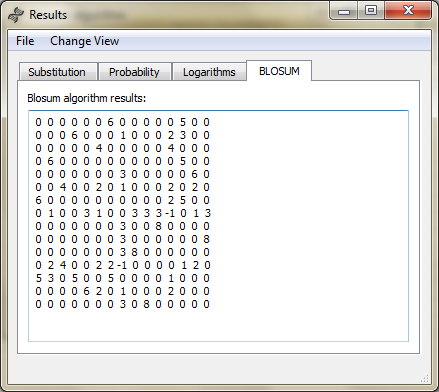 Results
File Change View
Substitution Probability Logarithms BLOSUM
Blosum algorithm results:
0 0 0 0 0 0 6 0 0 0 0 0 5 0 0
0 0 0 6 0 0 0 1 0 0 0 2 3 0 0
0 0 0 0 0 4 0 0 0 0 0 4 0 0 0
0 6 0 0 0 0 0 0 0 0 0 0 5 0 0
0 0 0 0 0 0 0 3 0 0 0 0 0 6 0
0 0 4 0 0 2 0 1 0 0 0 2 0 2 0
6 0 0 0 0 0 0 0 0 0 0 2 5 0 0
0 1 0 0 3 1 0 0 3 3 3 -1 0 1 3
0 0 0 0 0 0 0 3 0 0 8 0 0 0 0
0 0 0 0 0 0 0 3 0 0 0 0 0 0 8
0 0 0 0 0 0 0 3 8 0 0 0 0 0 0
0 2 4 0 0 2 2 -1 0 0 0 0 1 2 0
5 3 0 5 0 0 5 0 0 0 0 1 0 0 0
0 0 0 0 6 2 0 1 0 0 0 2 0 0 0
0 0 0 0 0 0 0 3 0 8 0 0 0 0 0